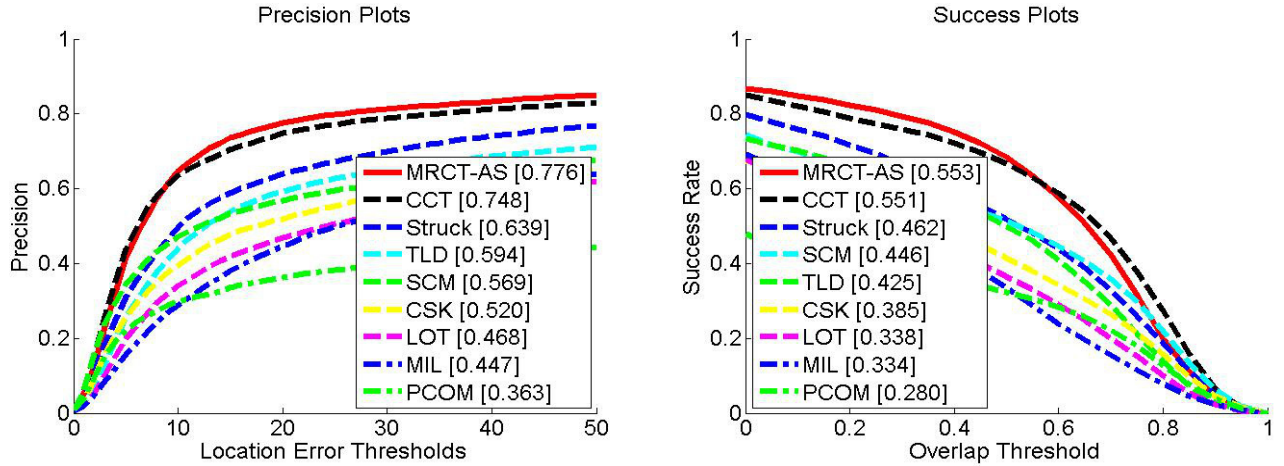 Precision Plots
Precision
1
0.8
0.6
0.4
0.2
0
0 10 20 30 40 50
Location Error Thresholds
MRCT-AS [0.776]
CCT [0.748]
Struck [0.639]
TLD [0.594]
SCM [0.569]
CSK [0.520]
LOT [0.468]
MIL [0.447]
PCOM [0.363]
Success Plots
Success Rate
1
0.8
0.6
0.4
0.2
0
0 0.2 0.4 0.6 0.8 1
Overlap Threshold
MRCT-AS [0.553]
CCT [0.551]
Struck [0.462]
SCM [0.446]
TLD [0.425]
CSK [0.385]
LOT [0.338]
MIL [0.334]
PCOM [0.280]